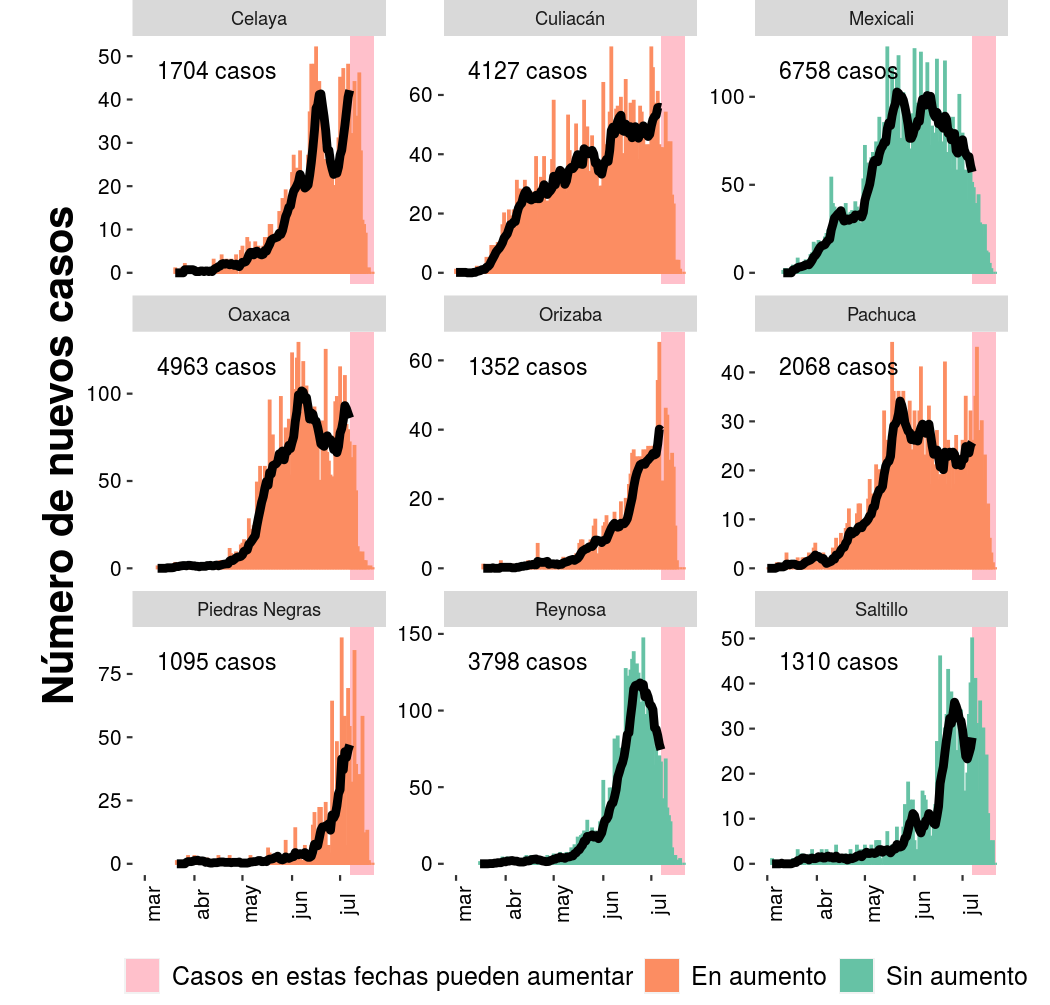 Número de nuevos casos
Celaya
Culiacán
Mexicali
1704 casos
4127 casos
6758 casos
50
40
30
20
10
0
60
40
20
0
100
50
0
Oaxaca
Orizaba
Pachuca
4963 casos
1352 casos
2068 casos
100
50
0
60
40
20
0
40
30
20
10
0
Piedras Negras
Reynosa
Saltillo
1095 casos
3798 casos
1310 casos
75
50
25
0
150
100
50
0
50
40
30
20
10
0
mar
abr
may
jun
jul
mar
abr
may
jun
jul
mar
abr
may
jun
jul
Casos en estas fechas pueden aumentar
En aumento
Sin aumento